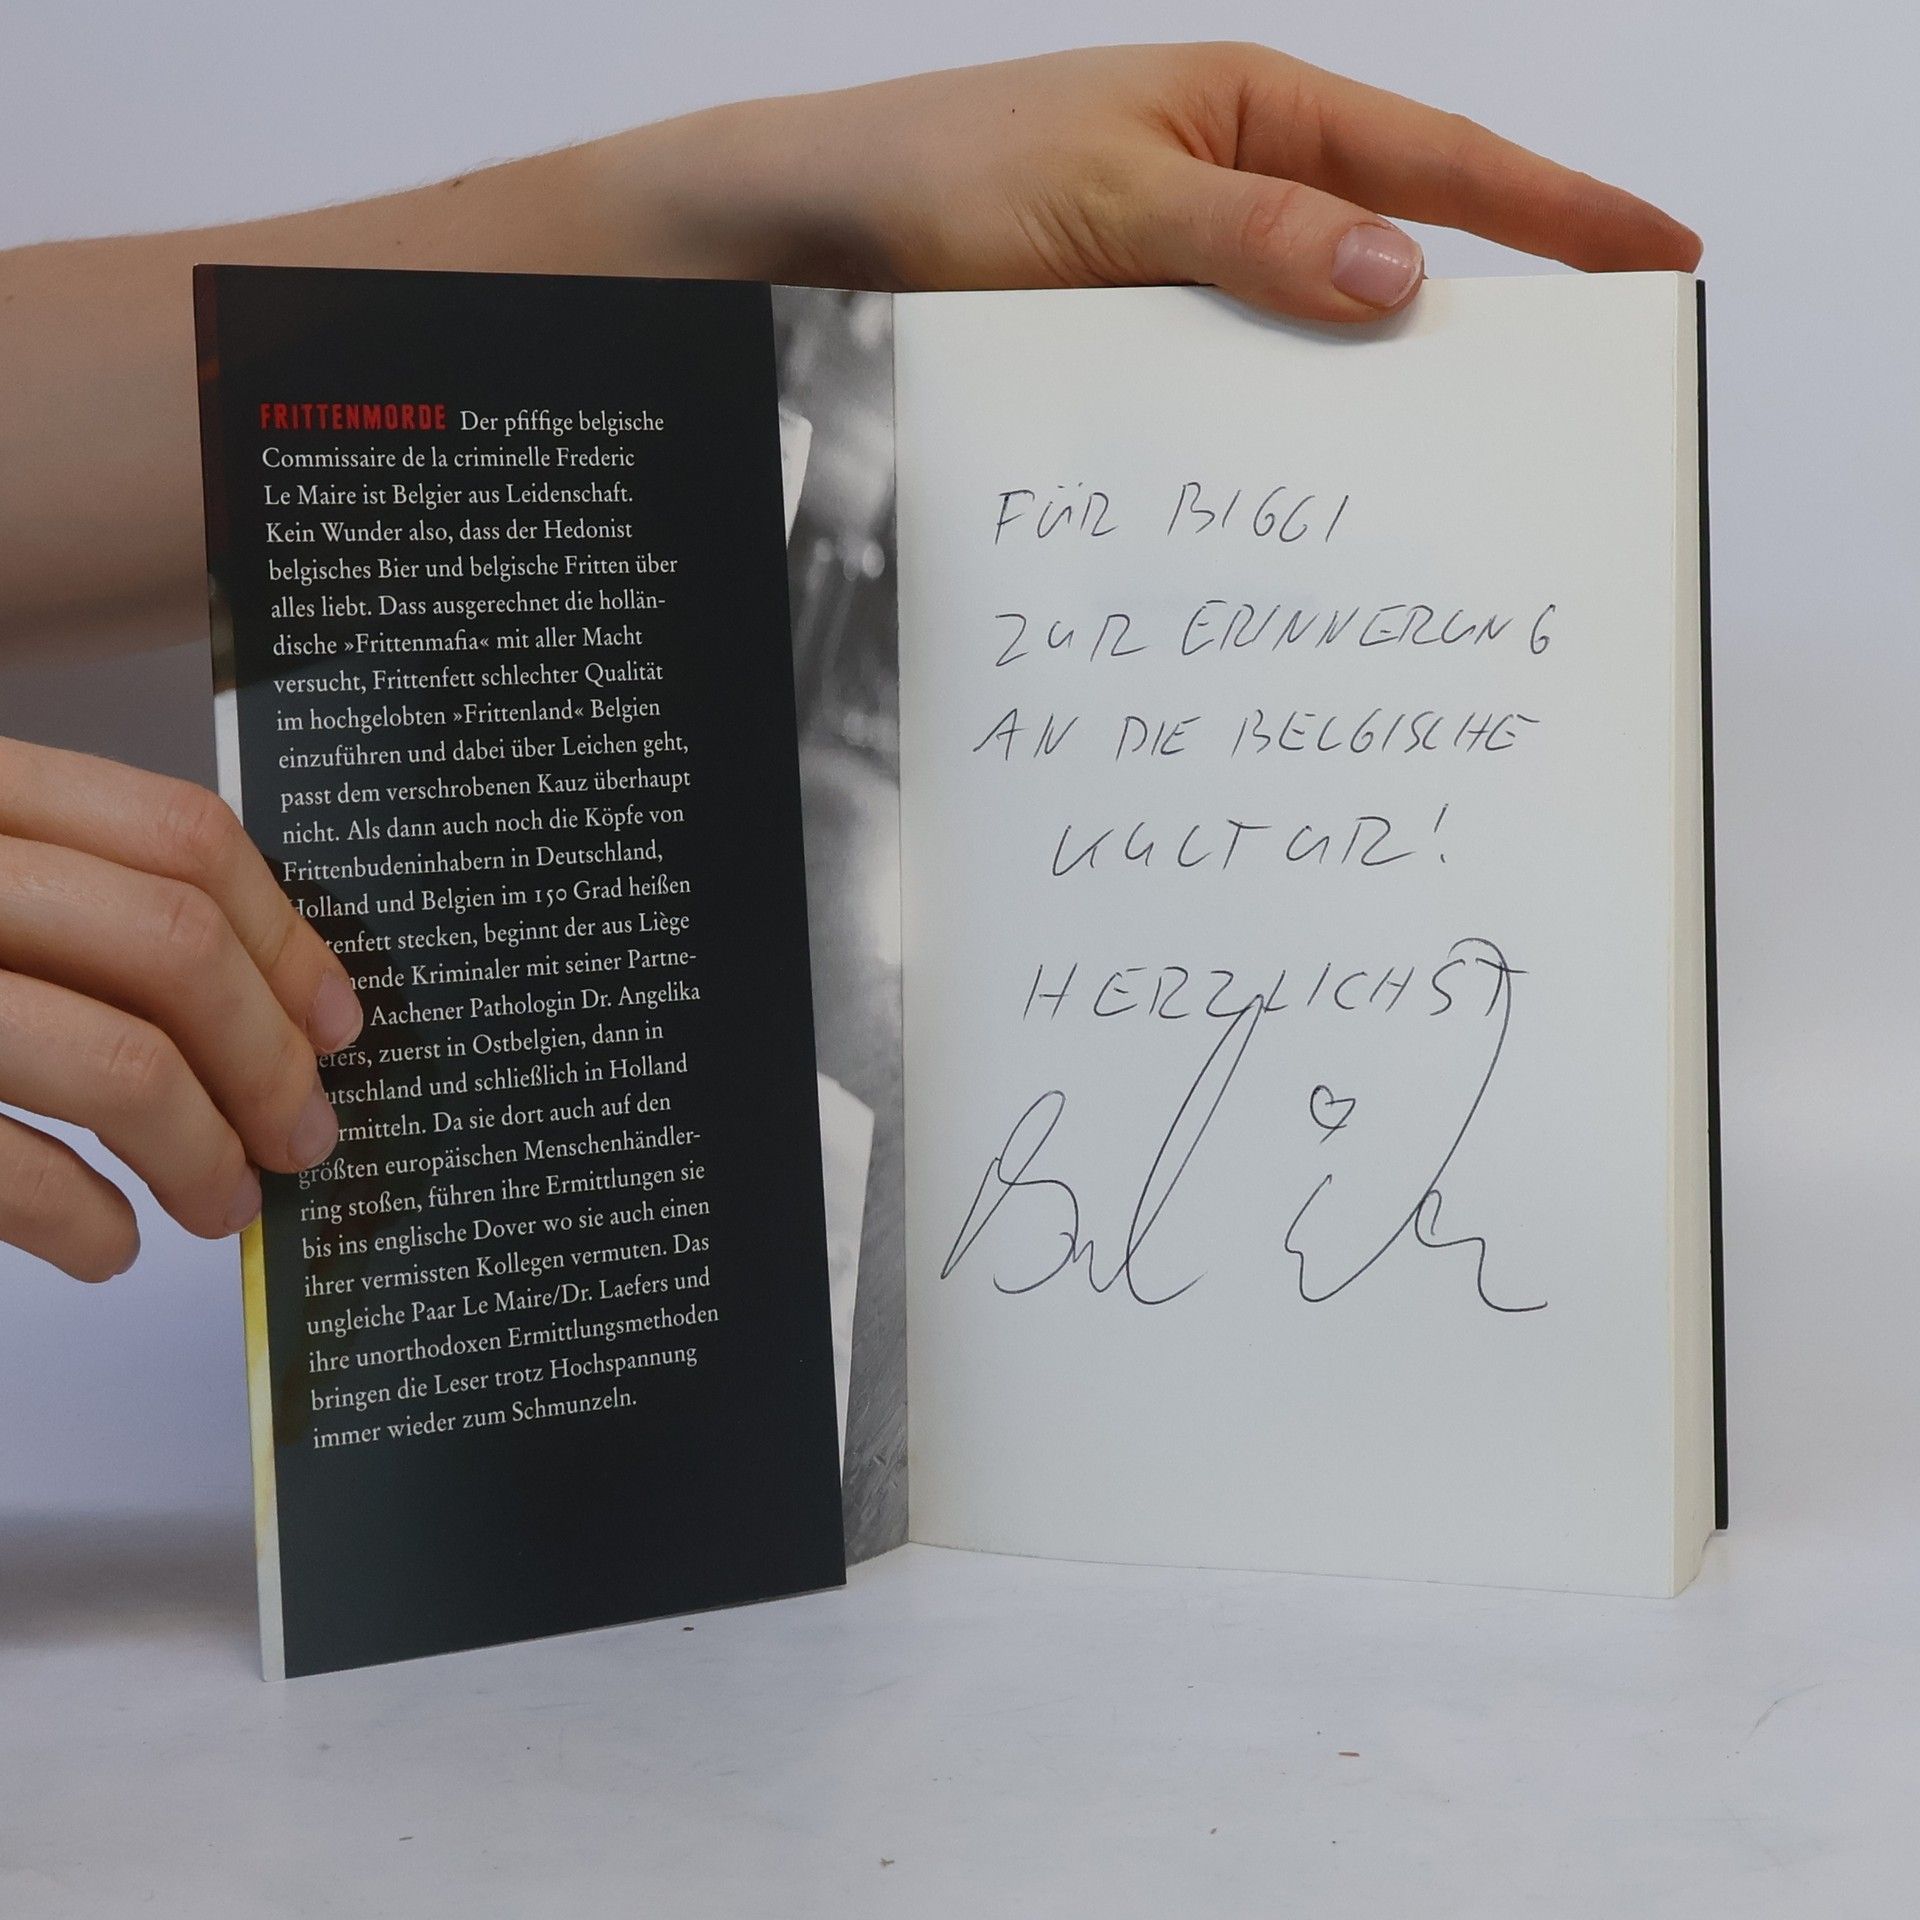 FRITTENMORDE Der pfiffige belgische
Commissaire de la criminelle Frederic
Le Maire ist Belgier aus Leidenschaft.
Kein Wunder also, dass der Hedonist
belgisches Bier und belgische Fritten über
alles liebt. Dass ausgerechnet die hollän-
dische »Frittenmafia« mit aller Macht
versucht, Frittenfett schlechter Qualität
im hochgelobten »Frittenland« Belgien
einzuführen und dabei über Leichen geht,
passt dem verschrobenen Kauz überhaupt
nicht. Als dann auch noch die Köpfe von
Frittenbudeninhabern in Deutschland,
Holland und Belgien im 150 Grad heißen
tenfett stecken, beginnt der aus Liège
ende Kriminaler mit seiner Partne-
Aachener Pathologin Dr. Angelika
efers, zuerst in Ostbelgien, dann in
utschland und schließlich in Holland
rmitteln. Da sie dort auch auf den
größten europäischen Menschenhändler-
ring stoßen, führen ihre Ermittlungen sie
bis ins englische Dover wo sie auch einen
ihrer vermissten Kollegen vermuten. Das
ungleiche Paar Le Maire/Dr. Laefers und
ihre unorthodoxen Ermittlungsmethoden
bringen die Leser trotz Hochspannung
immer wieder zum Schmunzeln.
FÜR BIGGI
ZUR ERINNERUNG
AN DIE BELGISCHE
KULTUR!
HERZLICHST